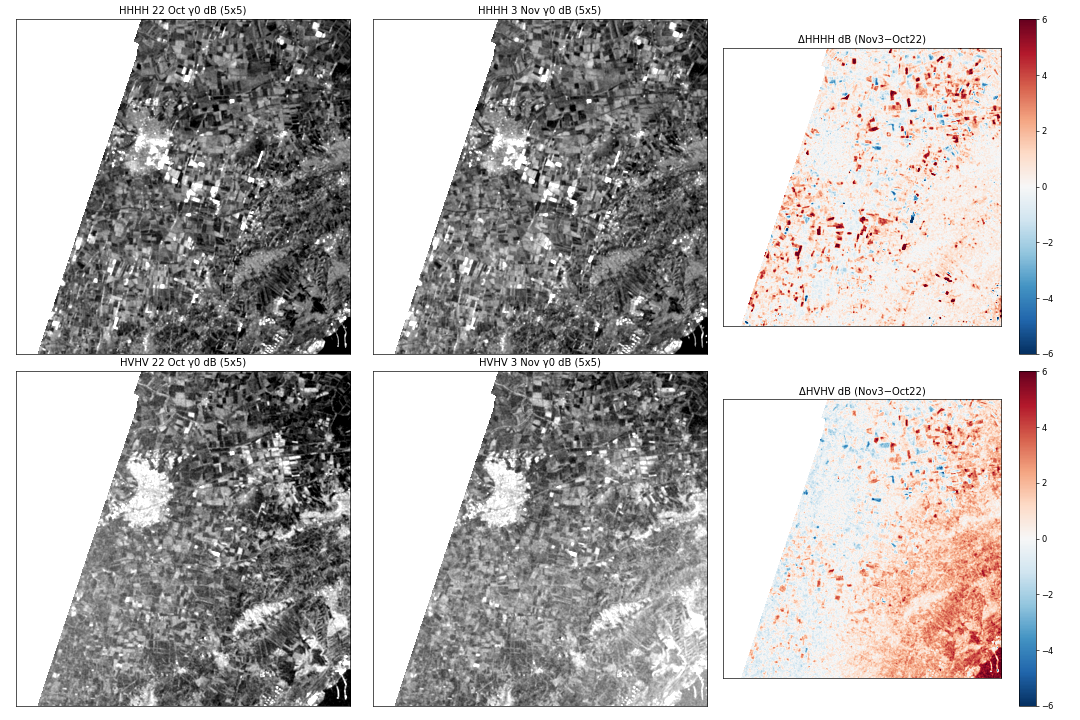 HHHH 22 Oct γ0 dB (5x5)
HHHH 3 Nov γ0 dB (5x5)
ΔHHHH dB (Nov3−Oct22)
6
4
2
0
−2
−4
−6
HVHV 22 Oct γ0 dB (5x5)
HVHV 3 Nov γ0 dB (5x5)
ΔHVHV dB (Nov3−Oct22)
6
4
2
0
−2
−4
−6